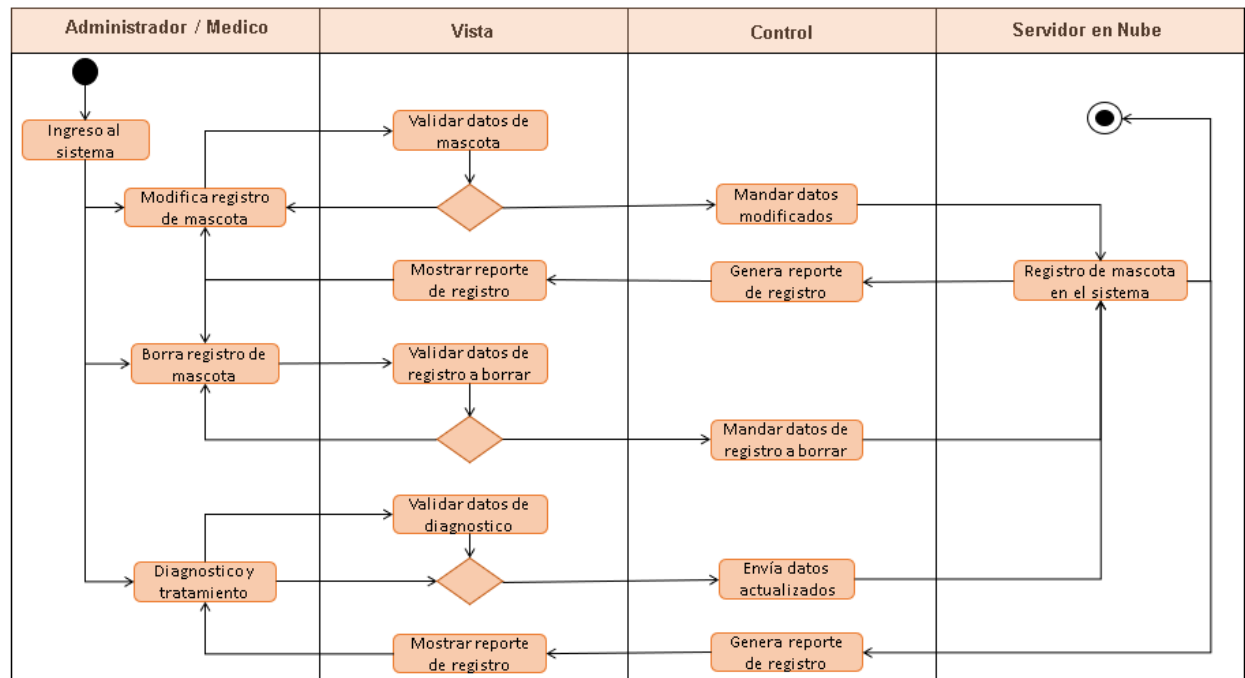 Administrador / Medico
Vista
Control
Servidor en Nube
Ingreso al
sistema
Validar datos de
mascota
Modifica registro
de mascota
Mandar datos
modificados
Mostrar reporte
de registro
Genera reporte
de registro
Registro de mascota
en el sistema
Borra registro de
mascota
Validar datos de
registro a borrar
Mandar datos de
registro a borrar
Validar datos de
diagnostico
Diagnostico y
tratamiento
Envía datos
actualizados
Mostrar reporte
de registro
Genera reporte
de registro